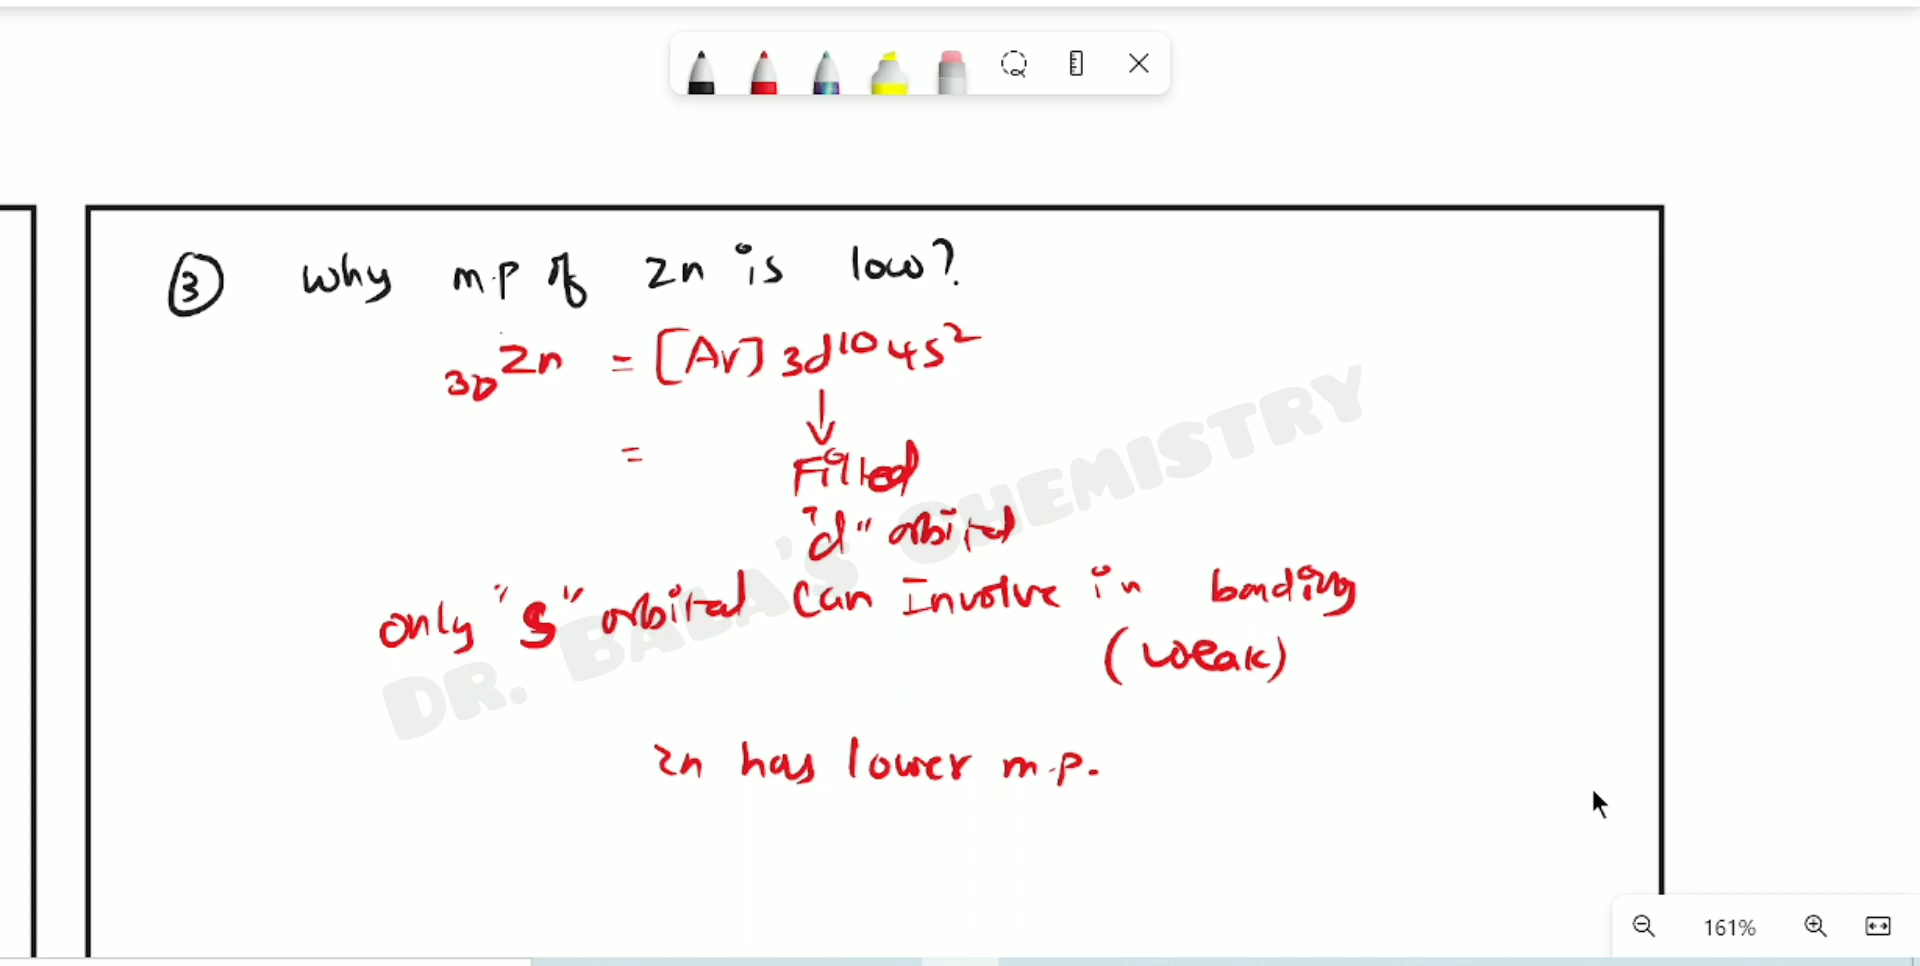 ③ Why m.p of Zn is low?
30Zn = [Ar] 3d10 4s2
↓
= Filled
"d" orbital
only "s" orbital can Involve in bonding
(weak)
Zn has lower m.p.
DR. BALA'S CHEMISTRY
161%